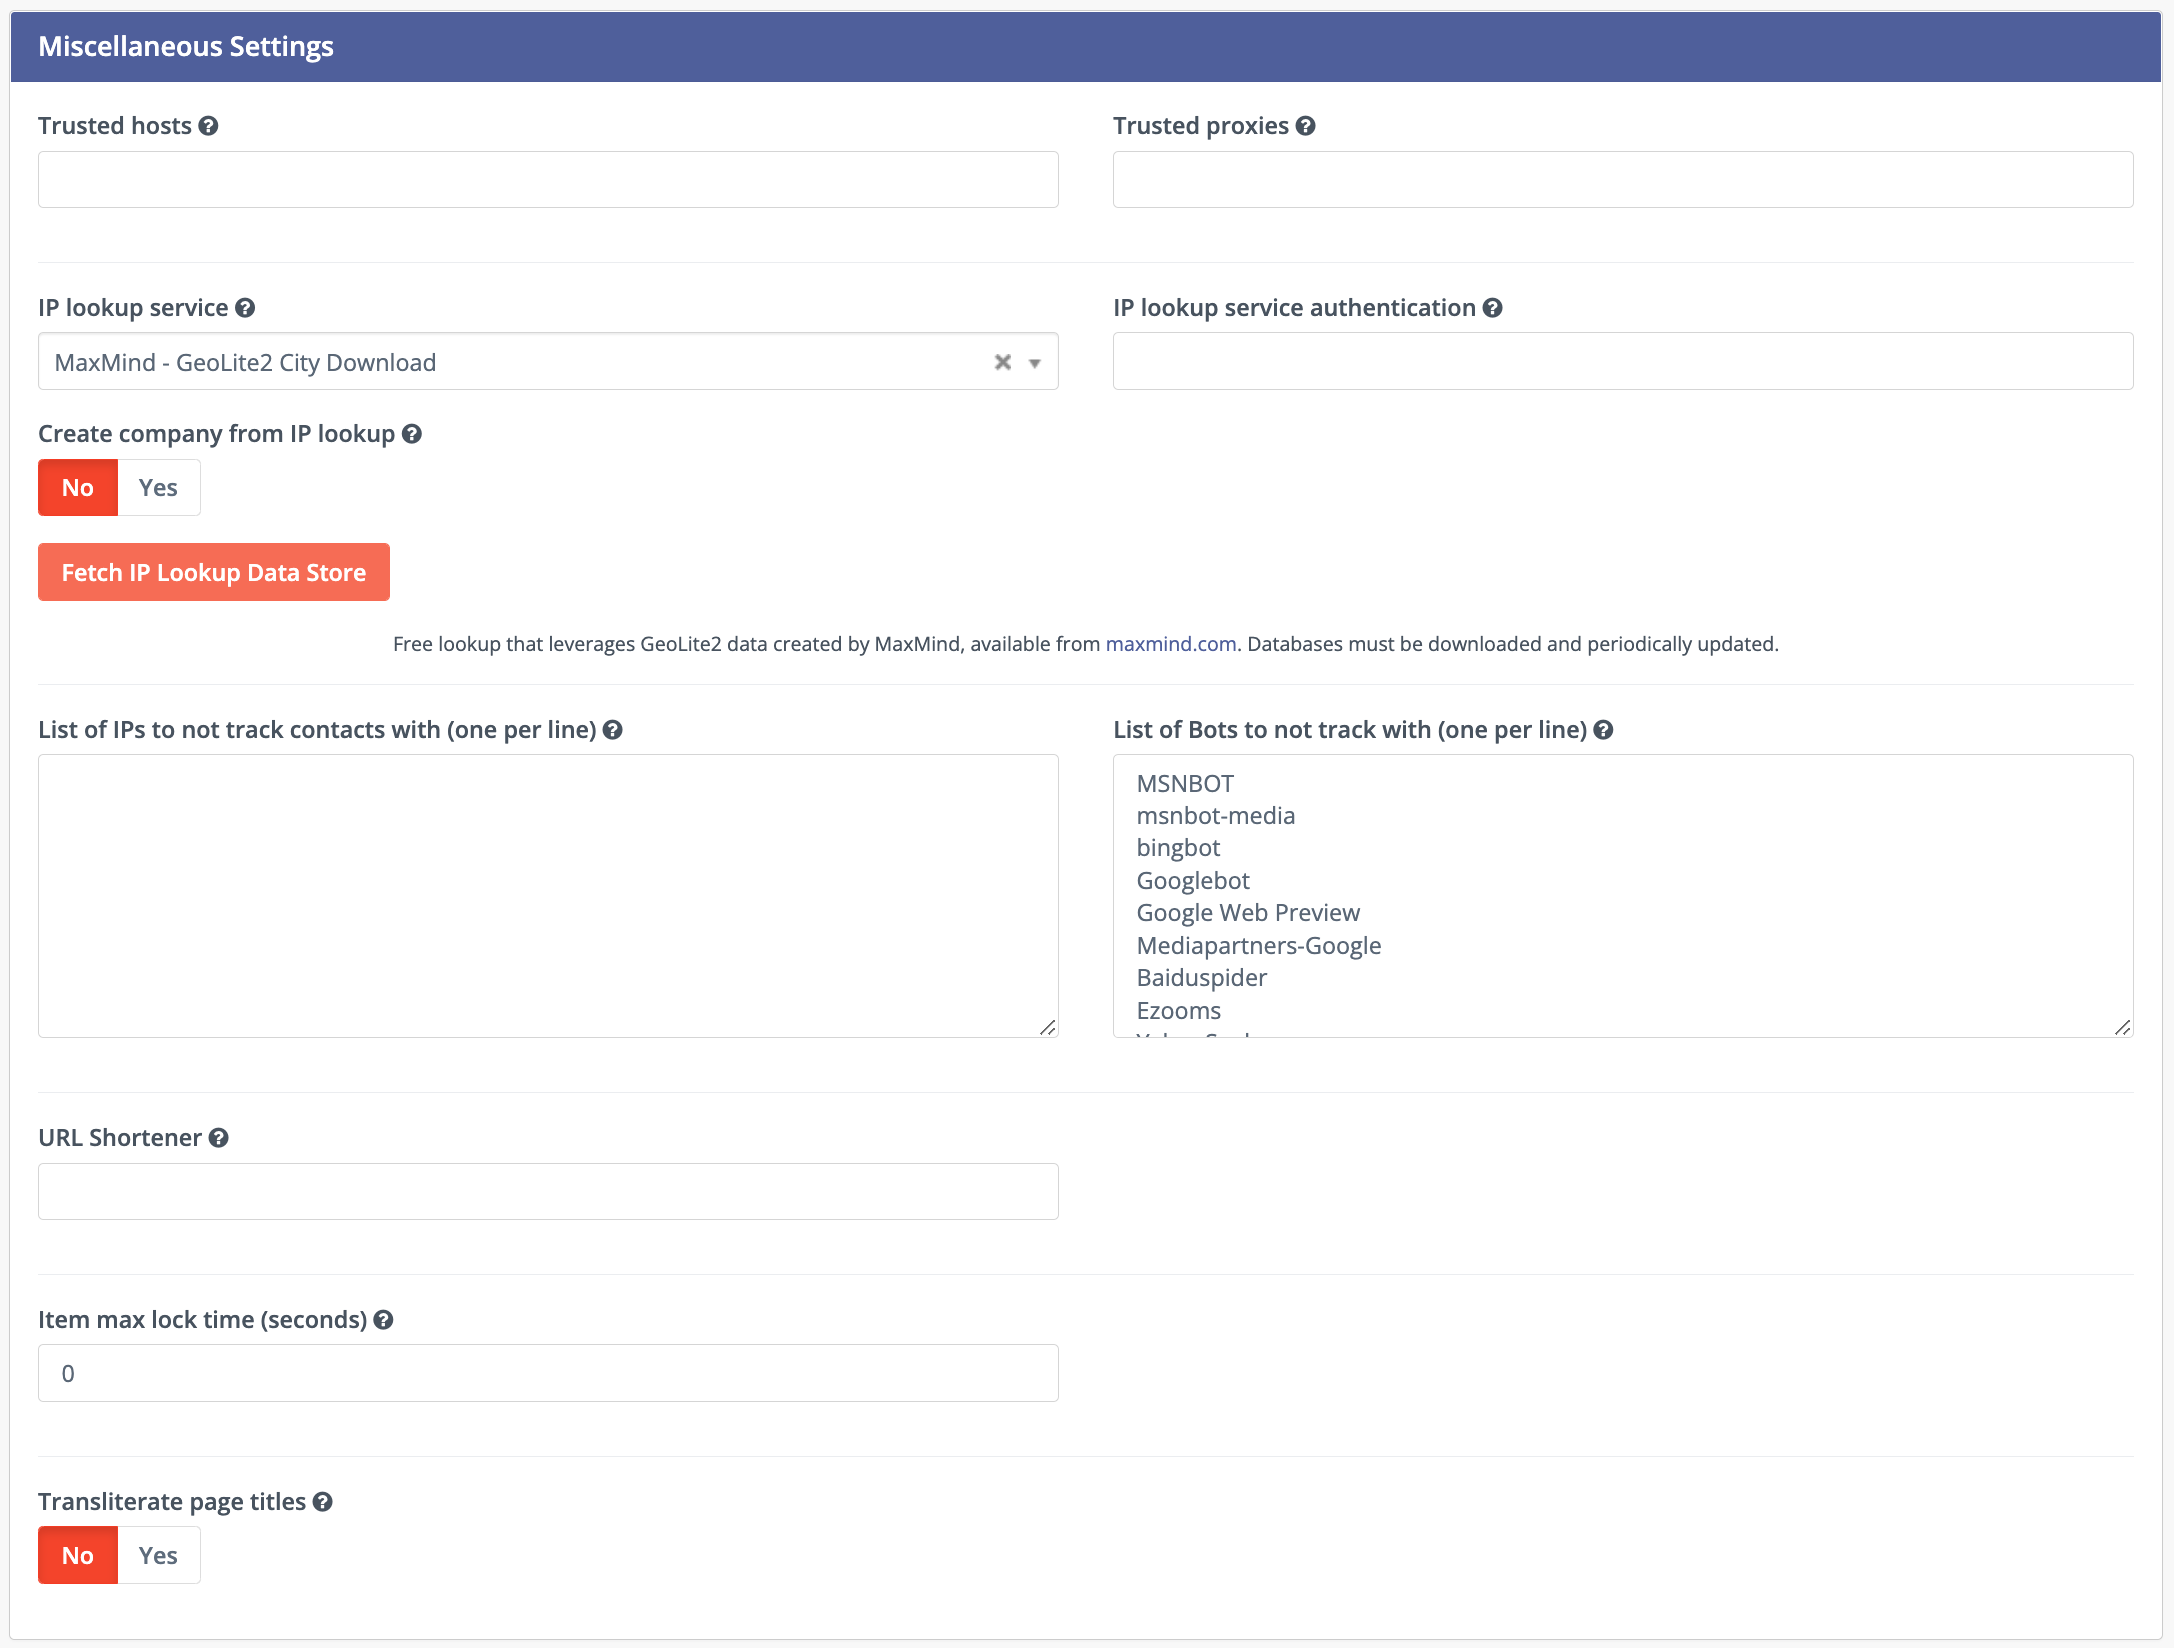 Miscellaneous Settings
Trusted hosts
Trusted proxies
IP lookup service
IP lookup service authentication
MaxMind - GeoLite2 City Download
Create company from IP lookup
No Yes
Fetch IP Lookup Data Store
Free lookup that leverages GeoLite2 data created by MaxMind, available from maxmind.com. Databases must be downloaded and periodically updated.
List of IPs to not track contacts with (one per line)
List of Bots to not track with (one per line)
MSNBOT
msnbot-media
bingbot
Googlebot
Google Web Preview
Mediapartners-Google
Baiduspider
Ezooms
URL Shortener
Item max lock time (seconds)
0
Transliterate page titles
No Yes